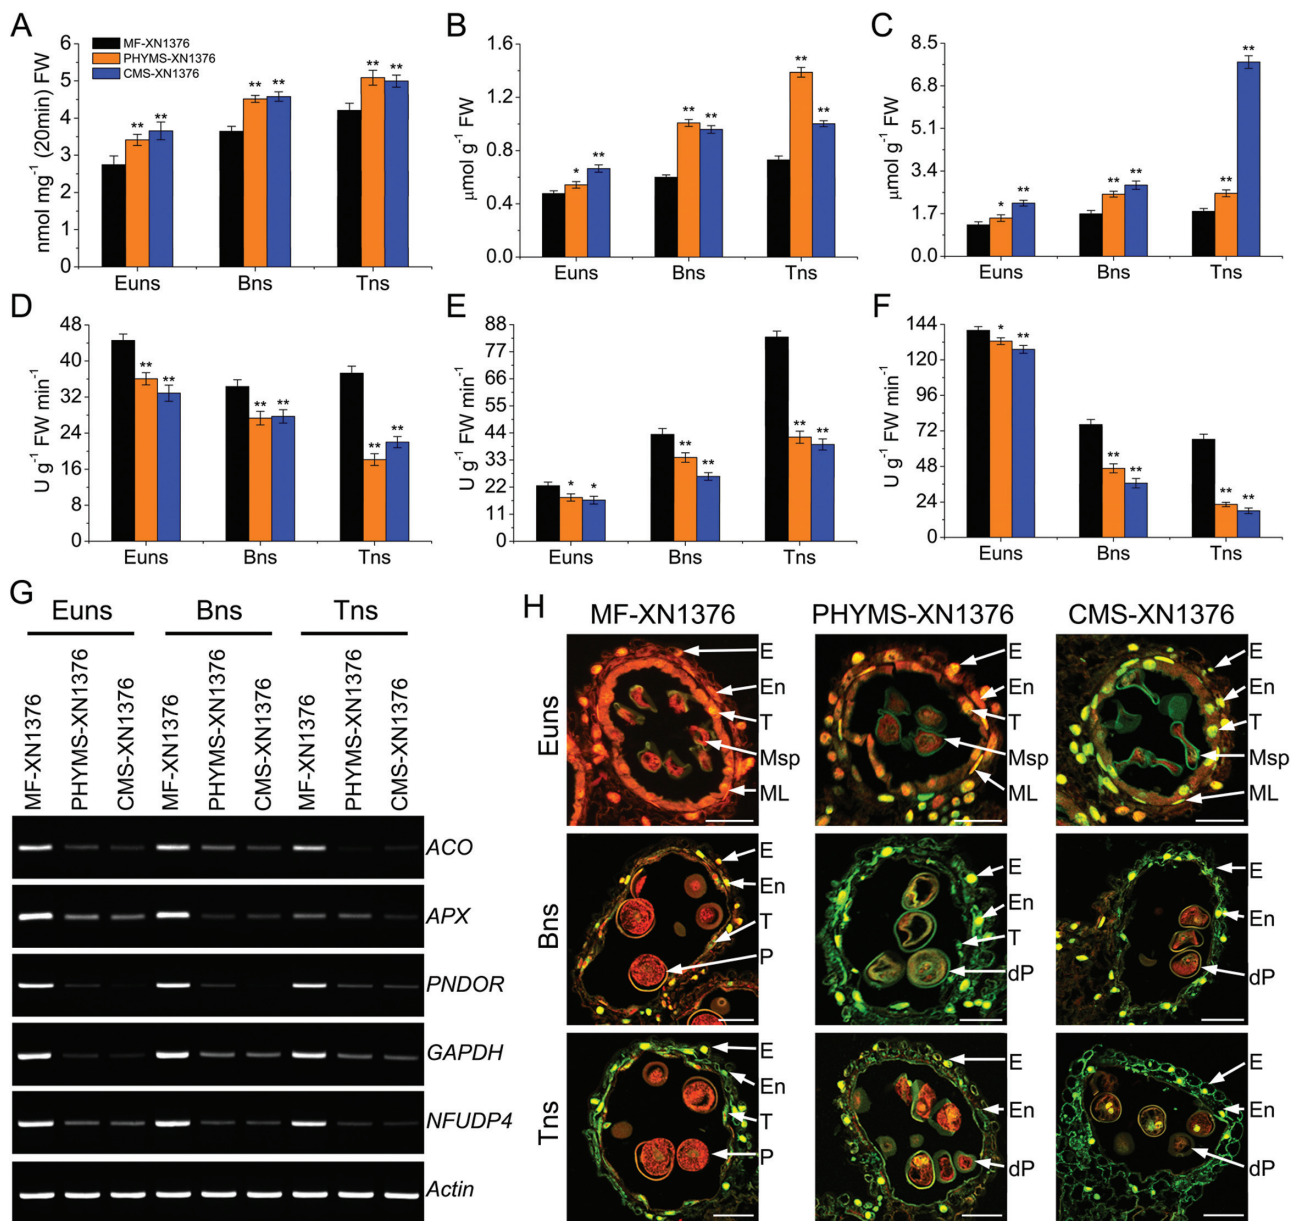 A
MF-XN1376
PHYMS-XN1376
CMS-XN1376
nmol mg⁻¹ (20min) FW
6
5
4
3
2
1
0
** ** ** ** ** **
Euns Bns Tns
B
μmol g⁻¹ FW
1.6
1.2
0.8
0.4
0.0
* ** ** ** ** **
Euns Bns Tns
C
μmol g⁻¹ FW
8.5
6.8
5.1
3.4
1.7
0.0
* ** ** ** ** **
Euns Bns Tns
D
U g⁻¹ FW min⁻¹
48
40
32
24
16
8
0
** ** ** ** ** **
Euns Bns Tns
E
U g⁻¹ FW min⁻¹
88
77
66
55
44
33
22
11
0
* * ** ** ** **
Euns Bns Tns
F
U g⁻¹ FW min⁻¹
144
120
96
72
48
24
0
* ** ** ** ** **
Euns Bns Tns
G
Euns Bns Tns
MF-XN1376 PHYMS-XN1376 CMS-XN1376 MF-XN1376 PHYMS-XN1376 CMS-XN1376 MF-XN1376 PHYMS-XN1376 CMS-XN1376
ACO
APX
PNDOR
GAPDH
NFUDP4
Actin
H
MF-XN1376 PHYMS-XN1376 CMS-XN1376
Euns
E
En
T
Msp
ML
E
En
T
Msp
ML
E
En
T
Msp
ML
Bns
E
En
T
P
E
En
T
dP
E
En
dP
Tns
E
En
T
P
E
En
dP
E
En
dP